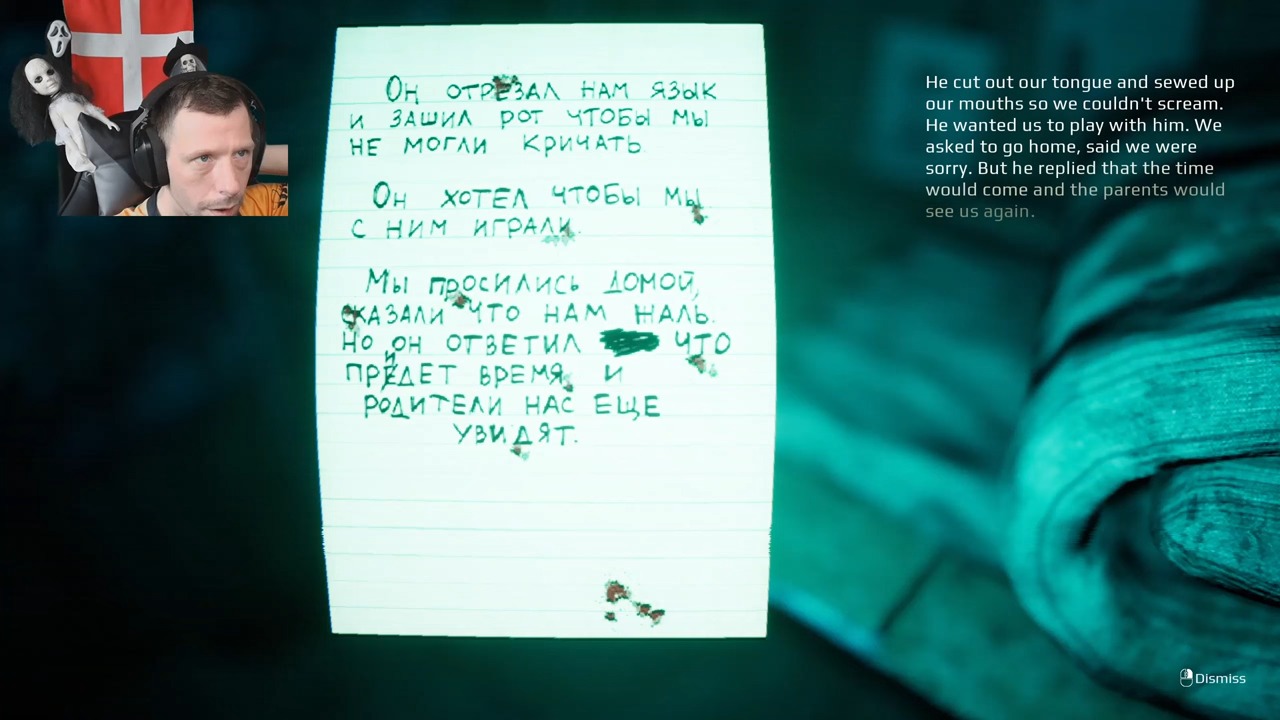 Он отрезал нам язык
и зашил рот чтобы мы
не могли кричать
Он хотел чтобы мы
с ним играли.
Мы просились домой,
сказали что нам жаль.
Но он ответил что
придет время и
родители нас еще
увидят.
He cut out our tongue and sewed up
our mouths so we couldn't scream.
He wanted us to play with him. We
asked to go home, said we were
sorry. But he replied that the time
would come and the parents would
see us again.
Dismiss